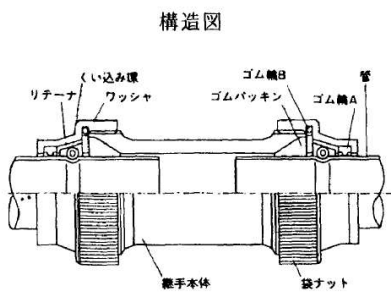 構造図
くい込み環
リテーナ
ワッシャ
ゴム輪B
ゴムパッキン
管
ゴム輪A
継手本体
袋ナット